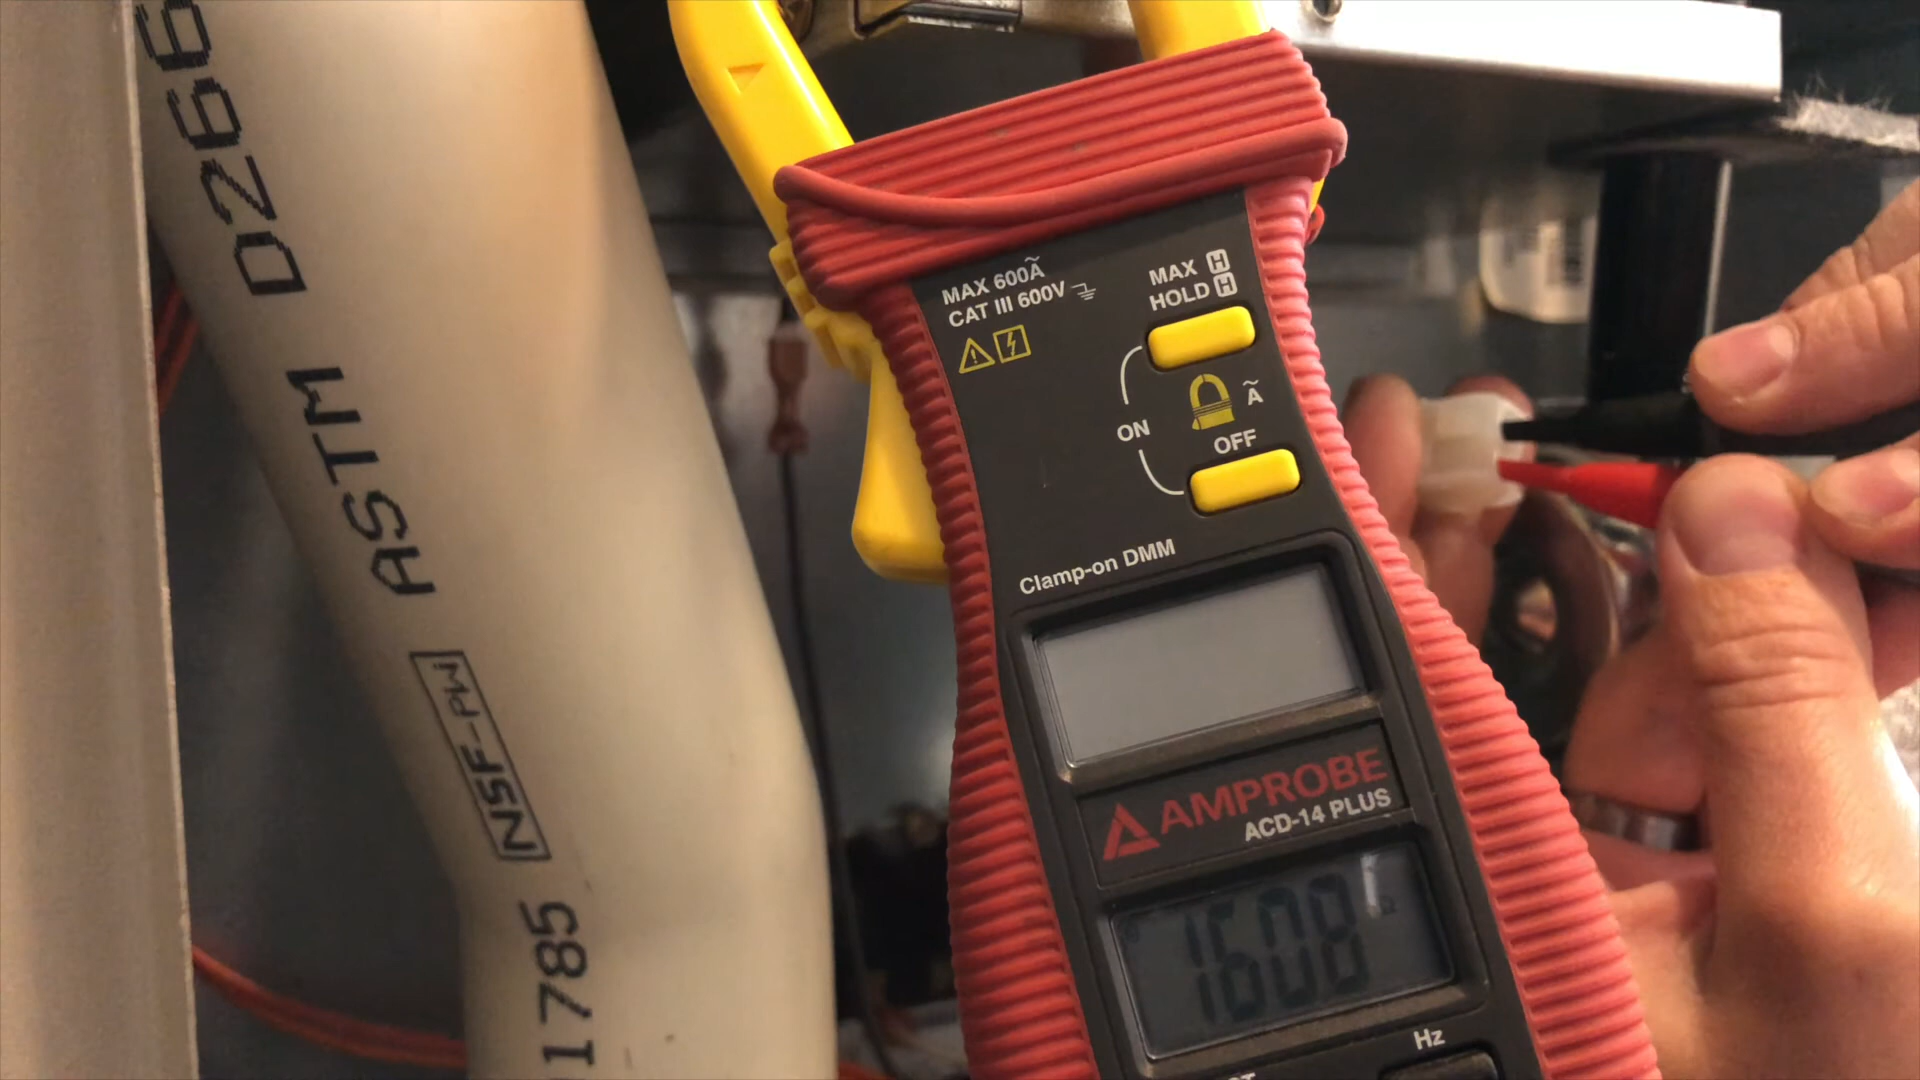 D266
ASTM
NSF-pw
1785
MAX 600Ã
CAT III 600V
MAX H
HOLD H
ON
Ã
OFF
Clamp-on DMM
AMPROBE
ACD-14 PLUS
1608
Hz